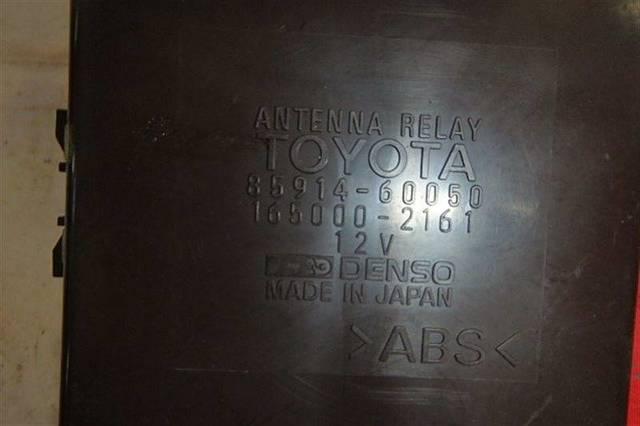 ANTENNA RELAY
TOYOTA
85914-60050
165000-2161
12V
DENSO
MADE IN JAPAN
>ABS<